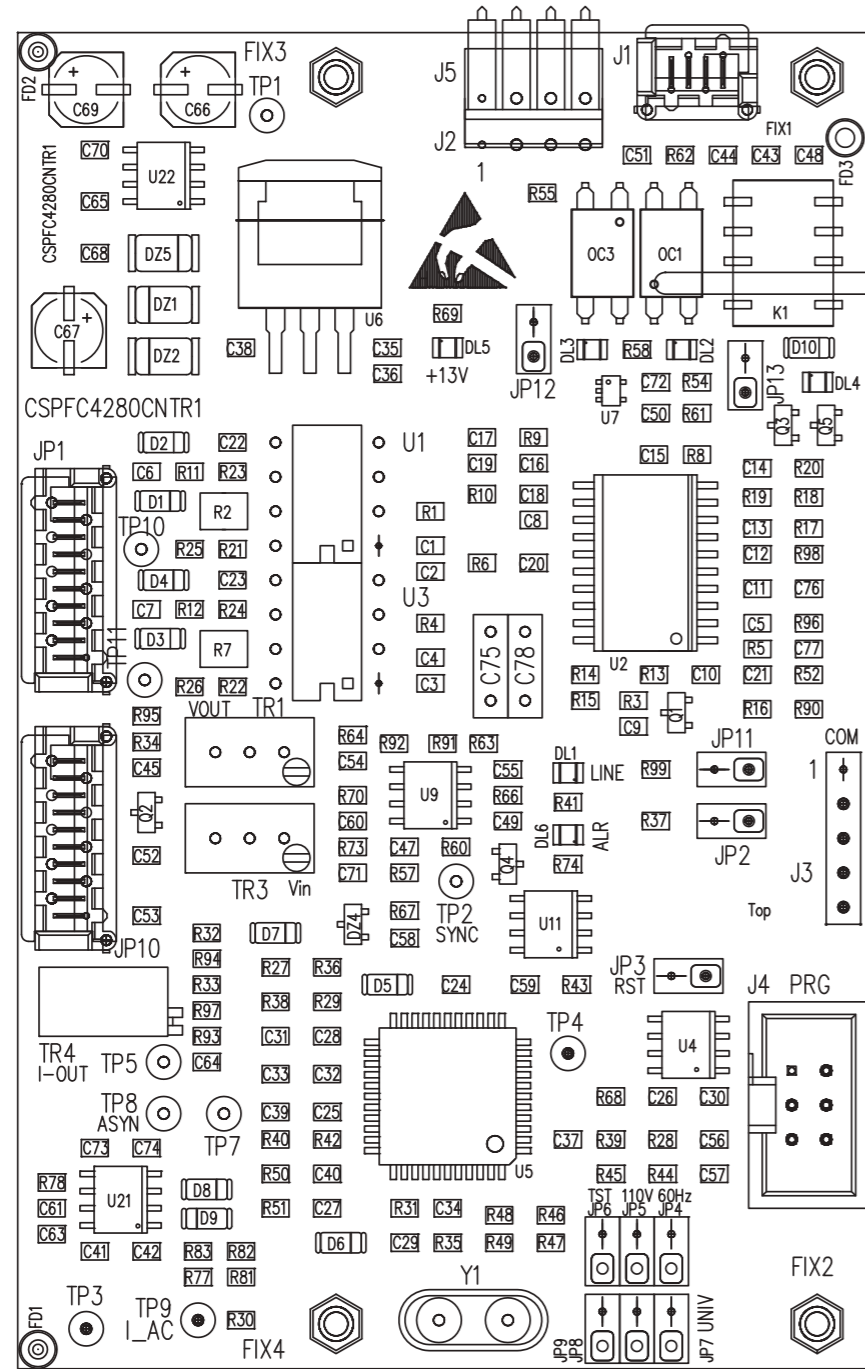 FIX3
J5
J1
FD2
C69
C66
TP1
J2
FIX1
1
FD3
C70
U22
CSPFC4280CNTR1
C51 R62 C44 C43 C48
C65
R55
C68
DZ5
OC3
OC1
DZ1
C67
U6
R69
K1
DZ2
C38
C35
DL5
DL3
R58
DL2
D10
C36
+13V
JP12
C72 R54
JP13
DL4
U7
CSPFC4280CNTR1
C50 R61
Q3
Q5
JP1
D2
C22
U1
C17 R9
C15 R8
C6 R11 R23
C19 C16
C14 R20
D1
R2
R10 C18
R19 R18
TP10
R1
C8
C13 R17
R25 R21
C1
C12 R98
D4
C23
C2
R6 C20
C11 C76
C7 R12 R24
U3
TP11
D3
R7
R4
C75
C78
C5 R96
C4
U2
R5 C77
R26 R22
C3
R14 R13 C10
C21 R52
R95
VOUT TR1
R15 R3
Q1
R16 R90
R34
R64
R92 R91 R63
C9
JP11
COM
C45
C54
C55
DL1
LINE
R99
1
Q2
R70
U9
R66
R41
C60
C49
DL6
ALR
R37
C52
R73 C47 R60
JP2
TR3 Vin
C71 R57
Q4
R74
J3
C53
DZ4
R67
TP2
U11
Top
JP10
R32
D7
C58
SYNC
R94
R27 R36
JP3
RST
R33
D5
C24
C59 R43
J4 PRG
R38 R29
R97
TP4
R93
C31 C28
U4
TR4
I-OUT
TP5
C64
C33 C32
TP8
ASYN
TP7
C39 C25
R68 C26 C30
C73 C74
R40 R42
C37 R39 R28 C56
R78
U21
D8
R50 C40
U5
R45 R44 C57
C61
R51 C27
R31 C34
TST 110V 60Hz
C63
D9
R48 R46
JP6 JP5 JP4
C41 C42
R83 R82
D6
C29 R35 R49 R47
R77 R81
Y1
FIX2
TP3
TP9
I_AC
R30
FD1
FIX4
JP9
JP8
JP7 UNIV